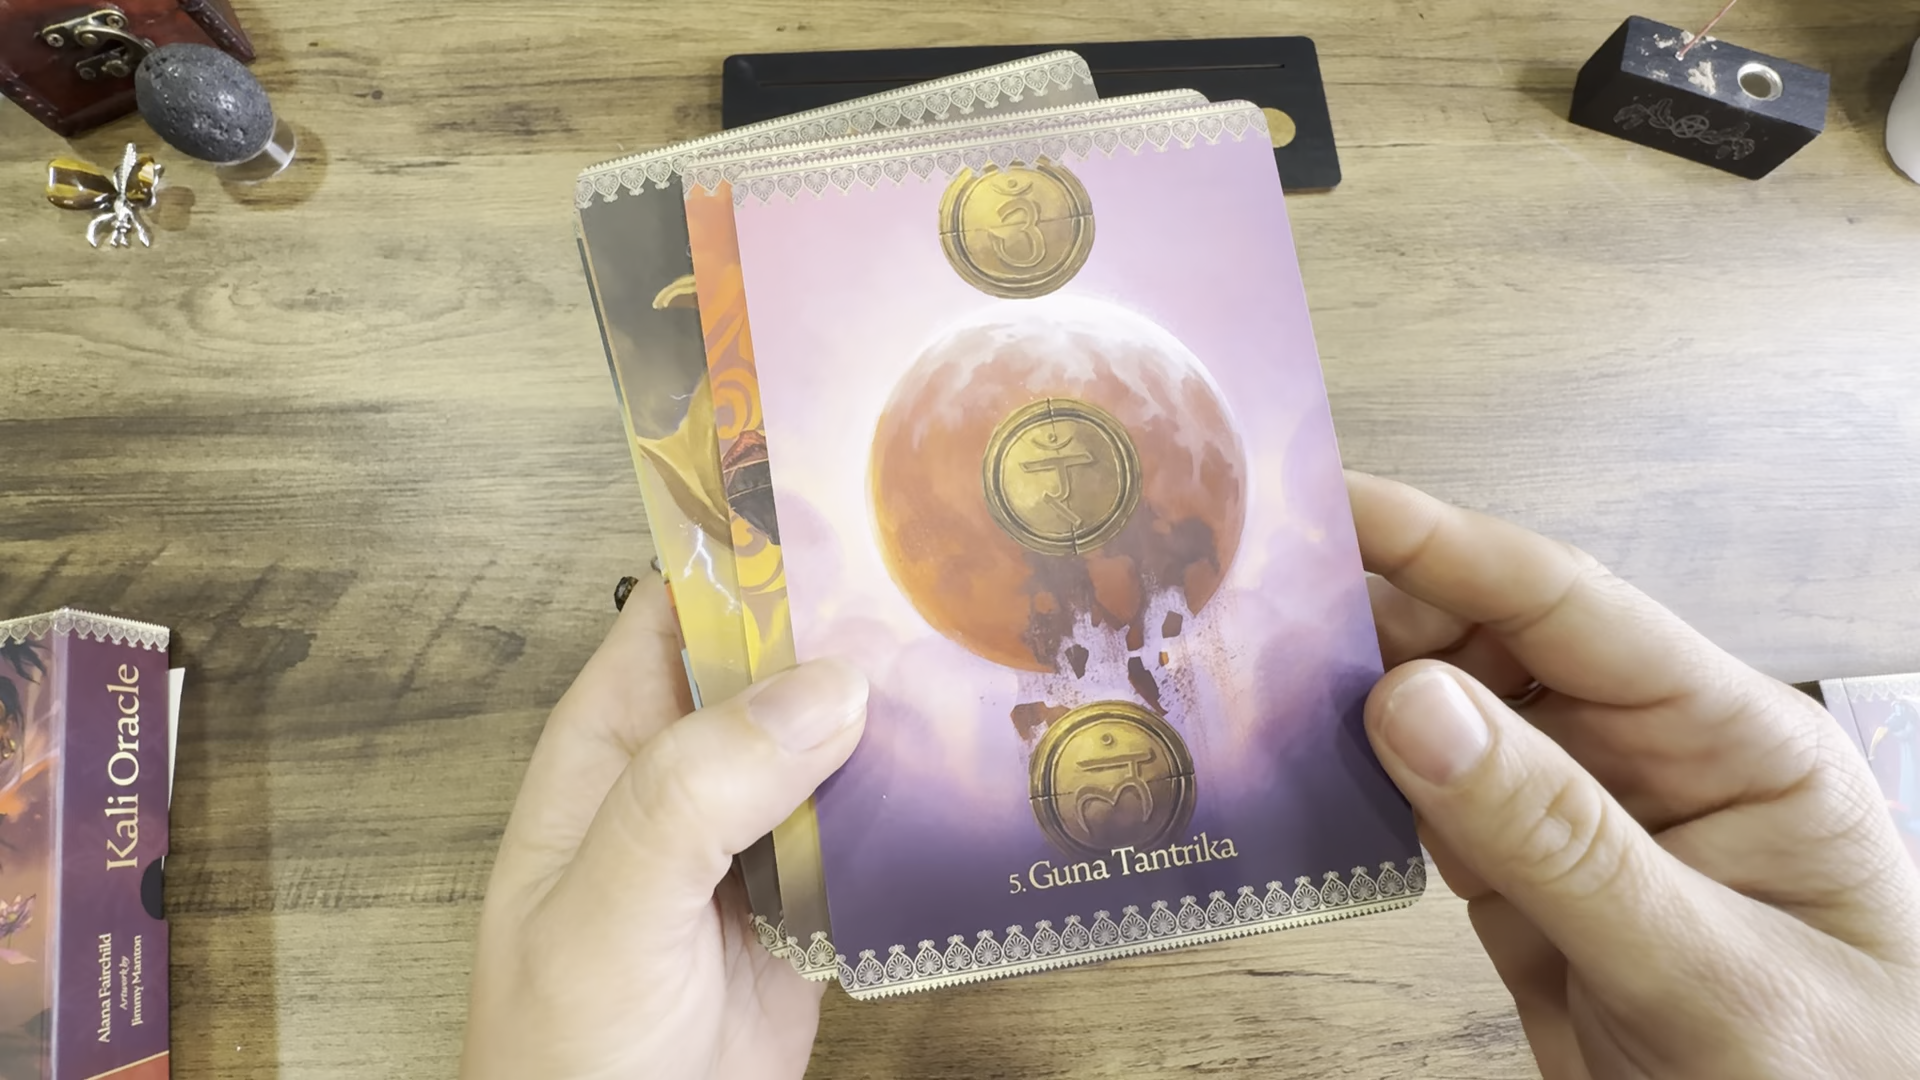 रँ
5. Guna Tantrika
Kali Oracle
Alana Fairchild
Artwork by
Jimmy Manton